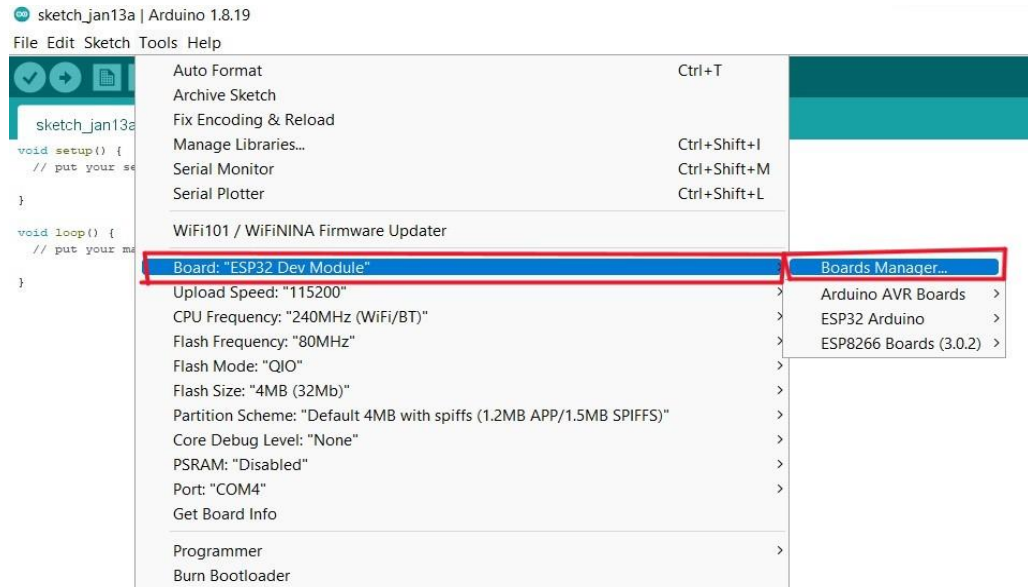 sketch_jan13a | Arduino 1.8.19
File Edit Sketch Tools Help
sketch_jan13a
void setup() {
// put your se
}
void loop() {
// put your ma
}
Auto Format Ctrl+T
Archive Sketch
Fix Encoding & Reload
Manage Libraries... Ctrl+Shift+I
Serial Monitor Ctrl+Shift+M
Serial Plotter Ctrl+Shift+L
WiFi101 / WiFiNINA Firmware Updater
Board: "ESP32 Dev Module"
Upload Speed: "115200"
CPU Frequency: "240MHz (WiFi/BT)"
Flash Frequency: "80MHz"
Flash Mode: "QIO"
Flash Size: "4MB (32Mb)"
Partition Scheme: "Default 4MB with spiffs (1.2MB APP/1.5MB SPIFFS)"
Core Debug Level: "None"
PSRAM: "Disabled"
Port: "COM4"
Get Board Info
Programmer
Burn Bootloader
Boards Manager...
Arduino AVR Boards
ESP32 Arduino
ESP8266 Boards (3.0.2)